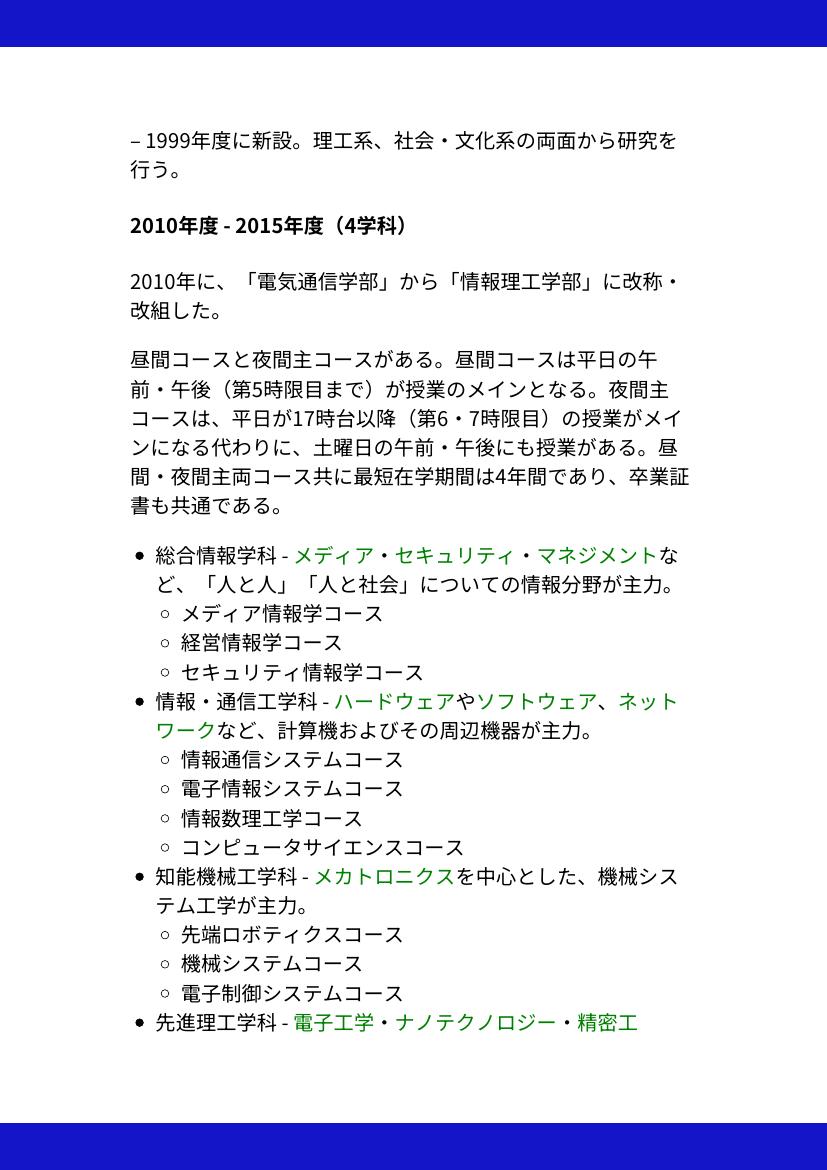 – 1999年度に新設。理工系、社会・文化系の両面から研究を
行う。
2010年度 - 2015年度（4学科）
2010年に、「電気通信学部」から「情報理工学部」に改称・
改組した。
昼間コースと夜間主コースがある。昼間コースは平日の午
前・午後（第5時限目まで）が授業のメインとなる。夜間主
コースは、平日が17時台以降（第6・7時限目）の授業がメイ
ンになる代わりに、土曜日の午前・午後にも授業がある。昼
間・夜間主両コース共に最短在学期間は4年間であり、卒業証
書も共通である。
• 総合情報学科 - メディア・セキュリティ・マネジメントな
ど、「人と人」「人と社会」についての情報分野が主力。
◦ メディア情報学コース
◦ 経営情報学コース
◦ セキュリティ情報学コース
• 情報・通信工学科 - ハードウェアやソフトウェア、ネット
ワークなど、計算機およびその周辺機器が主力。
◦ 情報通信システムコース
◦ 電子情報システムコース
◦ 情報数理工学コース
◦ コンピュータサイエンスコース
• 知能機械工学科 - メカトロニクスを中心とした、機械シス
テム工学が主力。
◦ 先端ロボティクスコース
◦ 機械システムコース
◦ 電子制御システムコース
• 先進理工学科 - 電子工学・ナノテクノロジー・精密工